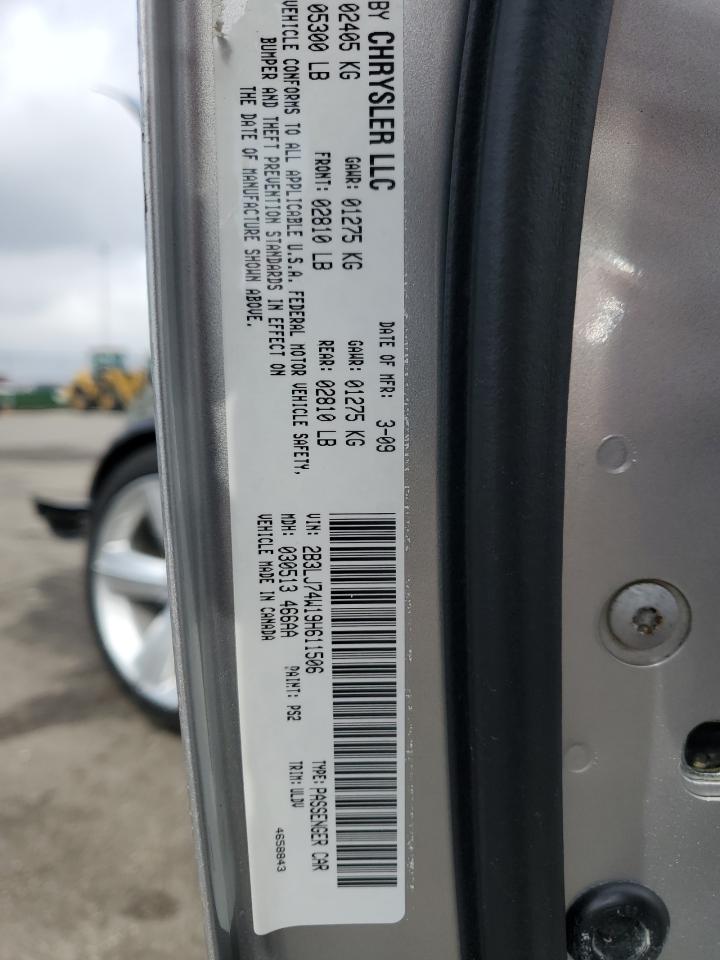 BY CHRYSLER LLC
DATE OF MFR: 3-09
02405 KG GAWR: 01275 KG GAWR: 01275 KG
05300 LB FRONT: 02810 LB REAR: 02810 LB
VEHICLE CONFORMS TO ALL APPLICABLE U.S.A. FEDERAL MOTOR VEHICLE SAFETY,
BUMPER AND THEFT PREVENTION STANDARDS IN EFFECT ON
THE DATE OF MANUFACTURE SHOWN ABOVE.
VIN: 2B3LJ74W19H611506 TYPE: PASSENGER CAR
MDH: 030513 466AA PAINT: PS2 TRIM: ULDV
VEHICLE MADE IN CANADA 4658843